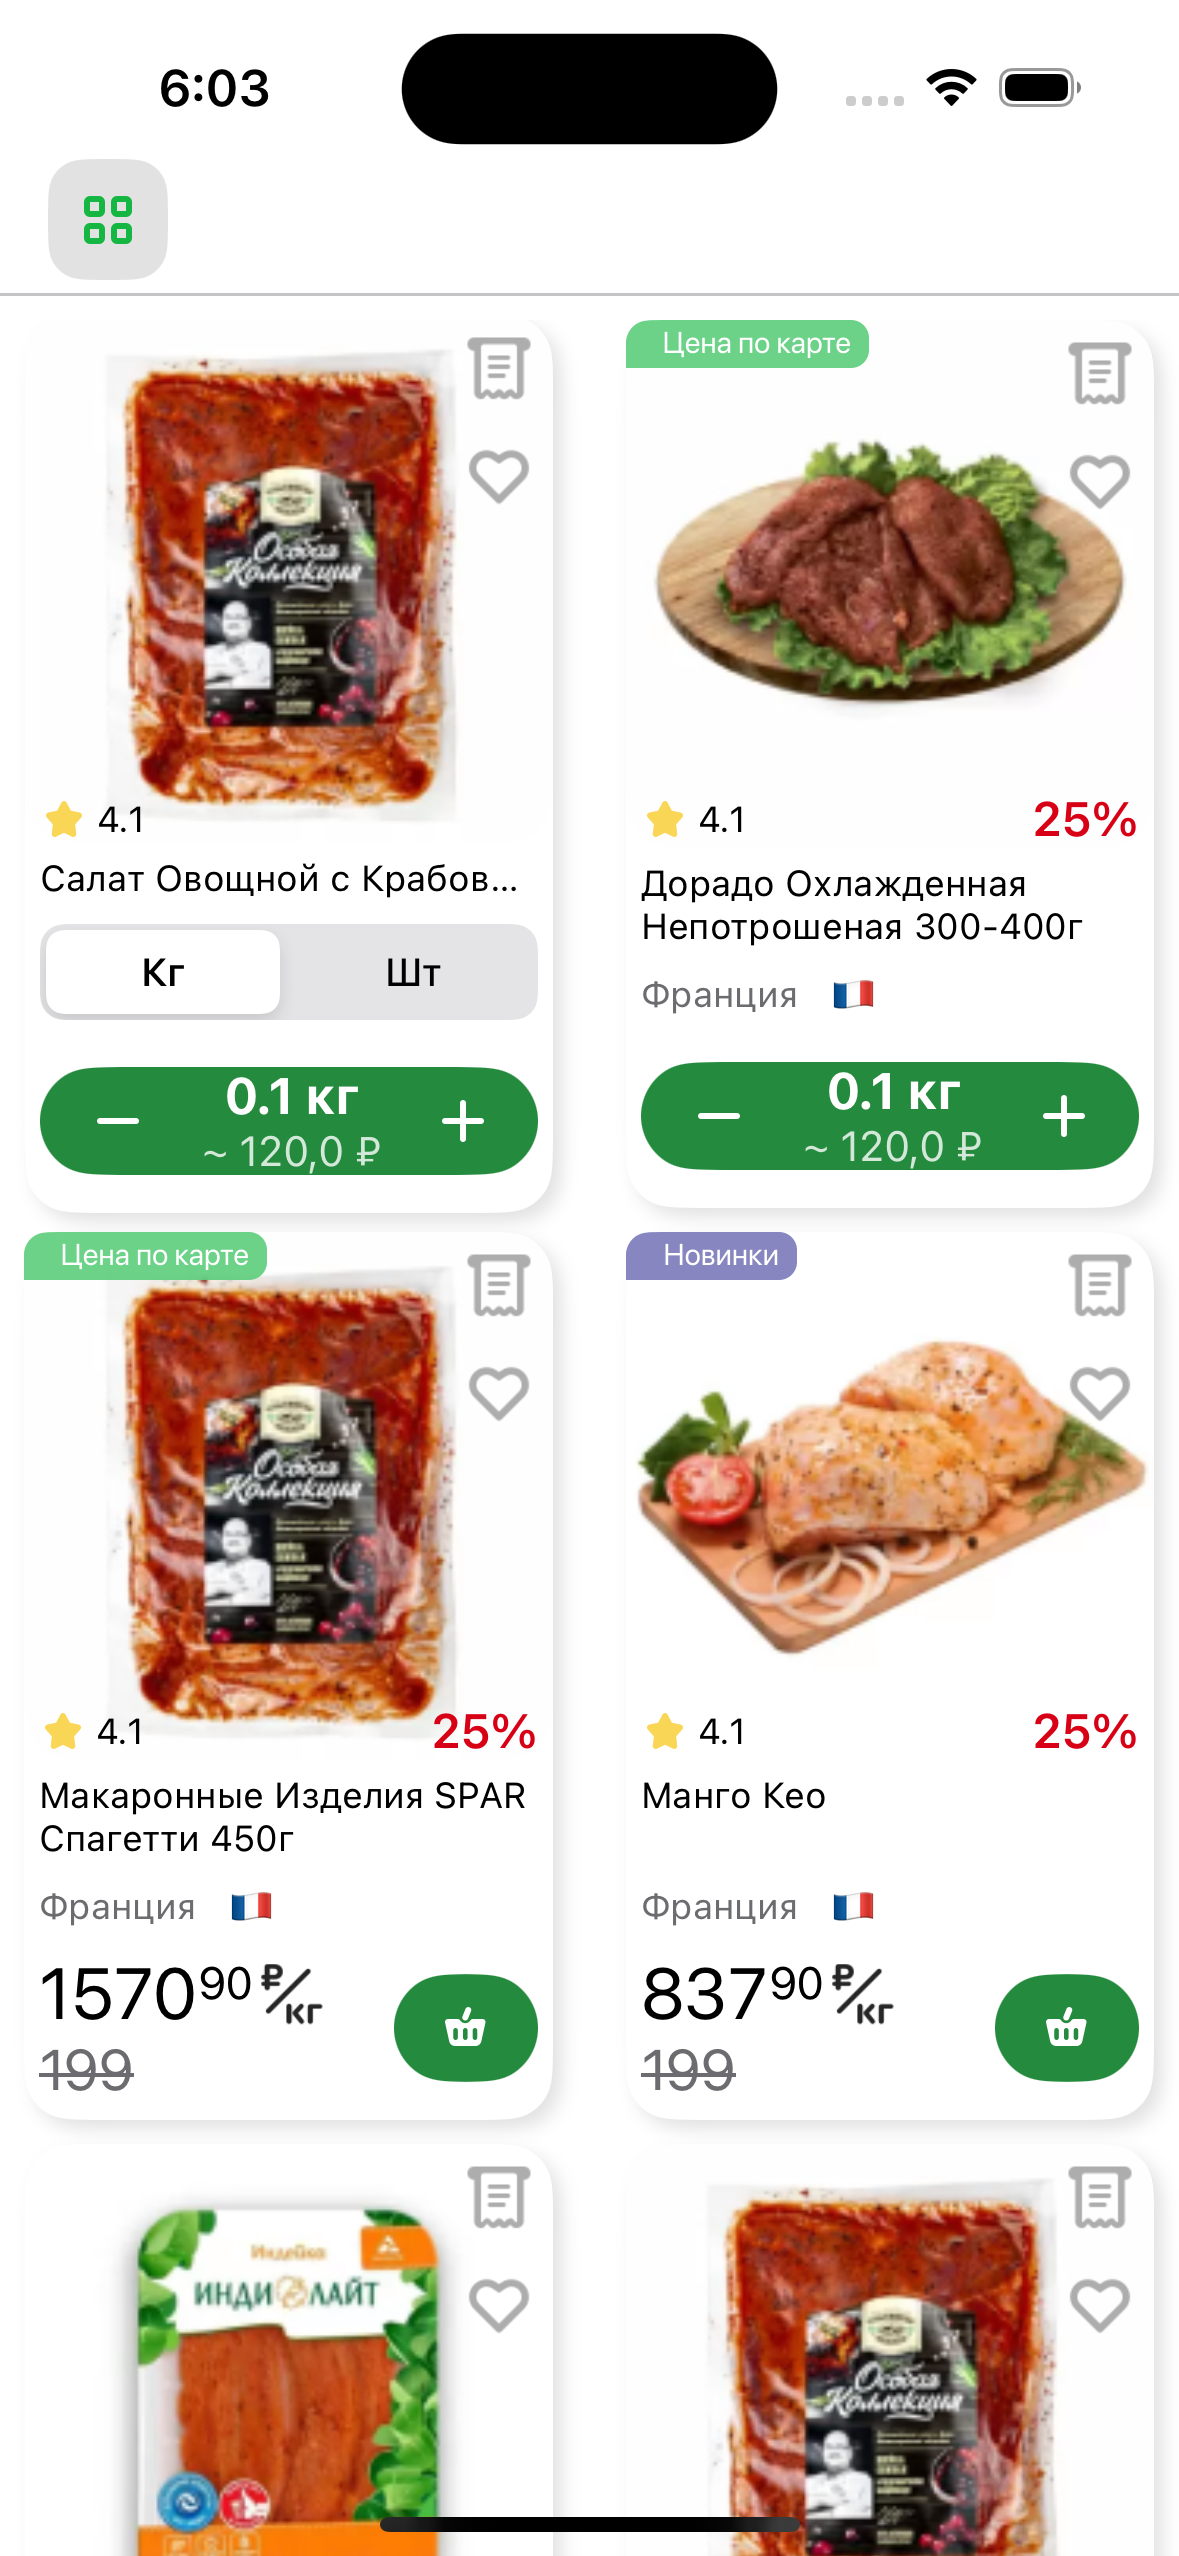 6:03
Особая
Коллекция
4.1
Салат Овощной с Крабов...
Кг
Шт
0.1 кг
~ 120,0 ₽
Цена по карте
4.1
25%
Дорадо Охлажденная
Непотрошеная 300-400г
Франция
0.1 кг
~ 120,0 ₽
Цена по карте
Особая
Коллекция
4.1
25%
Макаронные Изделия SPAR
Спагетти 450г
Франция
1570 90 ₽/кг
199
Новинки
4.1
25%
Манго Кео
Франция
837 90 ₽/кг
199
Индейка
ИНДИЛАЙТ
Особая
Коллекция